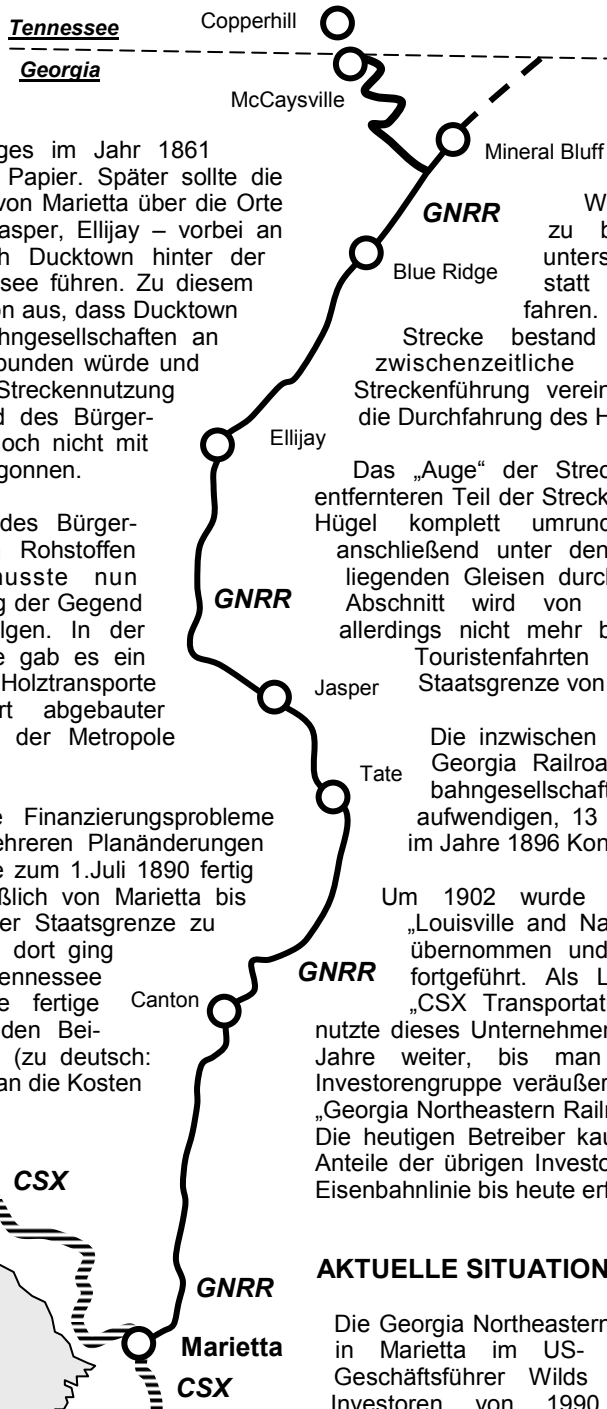 Tennessee
Copperhill
Georgia
McCaysville
Mineral Bluff
GNRR
Blue Ridge
Ellijay
GNRR
Jasper
Tate
GNRR
Canton
CSX
GNRR
Marietta
CSX
ges im Jahr 1861
Papier. Später sollte die
von Marietta über die Orte
asper, Ellijay – vorbei an
h Ducktown hinter der
see führen. Zu diesem
on aus, dass Ducktown
hngesellschaften an
bunden würde und
Streckennutzung
d des Bürger-
och nicht mit
gonnen.
des Bürger-
Rohstoffen
usste nun
g der Gegend
lgen. In der
e gab es ein
Holztransporte
rt abgebauter
der Metropole
e Finanzierungsprobleme
ehreren Planänderungen
e zum 1.Juli 1890 fertig
ßlich von Marietta bis
er Staatsgrenze zu
dort ging
ennessee
e fertige
den Bei-
(zu deutsch:
an die Kosten
W
zu b
unters
statt
fahren.
Strecke bestand
zwischenzeitliche
Streckenführung verein
die Durchfahrung des H
Das „Auge“ der Strec
entfernteren Teil der Streck
Hügel komplett umrund
anschließend unter den
liegenden Gleisen durch
Abschnitt wird von
allerdings nicht mehr b
Touristenfahrten
Staatsgrenze von
Die inzwischen
Georgia Railroa
bahngesellschaft
aufwendigen, 13
im Jahre 1896 Kon
Um 1902 wurde
„Louisville and Na
übernommen und
fortgeführt. Als L
„CSX Transportat
nutzte dieses Unternehmen
Jahre weiter, bis man
Investorengruppe veräußer
„Georgia Northeastern Railr
Die heutigen Betreiber kau
Anteile der übrigen Investo
Eisenbahnlinie bis heute erf
AKTUELLE SITUATION
Die Georgia Northeastern
in Marietta im US-
Geschäftsführer Wilds
Investoren von 1990